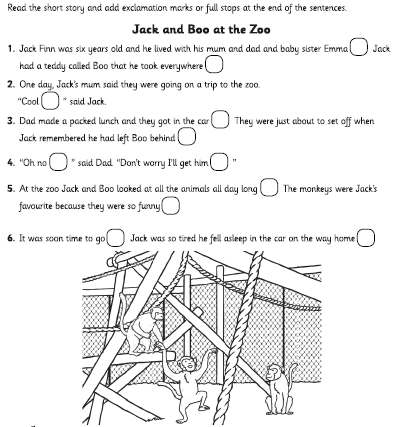 Read the short story and add exclamation marks or full stops at the end of the sentences.
Jack and Boo at the Zoo
1. Jack Finn was six years old and he lived with his mum and dad and baby sister Emma Jack
had a teddy called Boo that he took everywhere
2. One day, Jack's mum said they were going on a trip to the zoo.
"Cool " said Jack.
3. Dad made a packed lunch and they got in the car They were just about to set off when
Jack remembered he had left Boo behind
4. "Oh no " said Dad. "Don't worry I'll get him "
5. At the zoo Jack and Boo looked at all the animals all day long The monkeys were Jack's
favourite because they were so funny
6. It was soon time to go Jack was so tired he fell asleep in the car on the way home